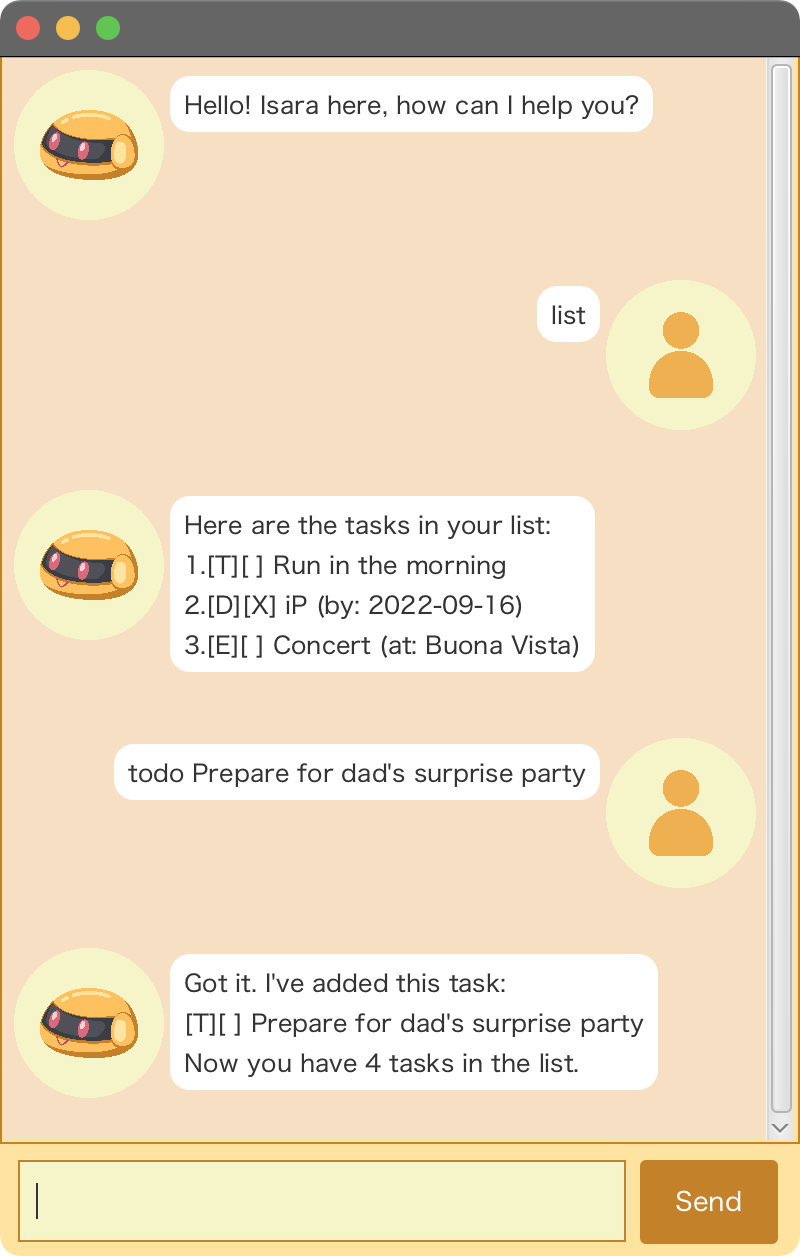 Hello! Isara here, how can I help you?
list
Here are the tasks in your list:
1.[T][ ] Run in the morning
2.[D][X] iP (by: 2022-09-16)
3.[E][ ] Concert (at: Buona Vista)
todo Prepare for dad's surprise party
Got it. I've added this task:
[T][ ] Prepare for dad's surprise party
Now you have 4 tasks in the list.
Send